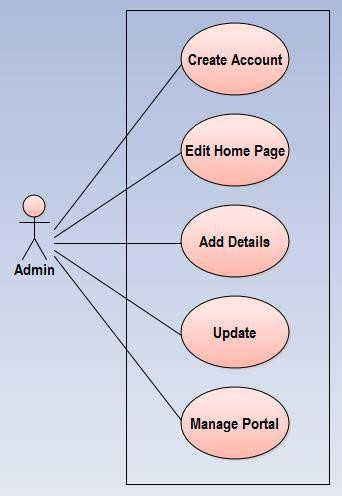 Create Account
Edit Home Page
Add Details
Admin
Update
Manage Portal